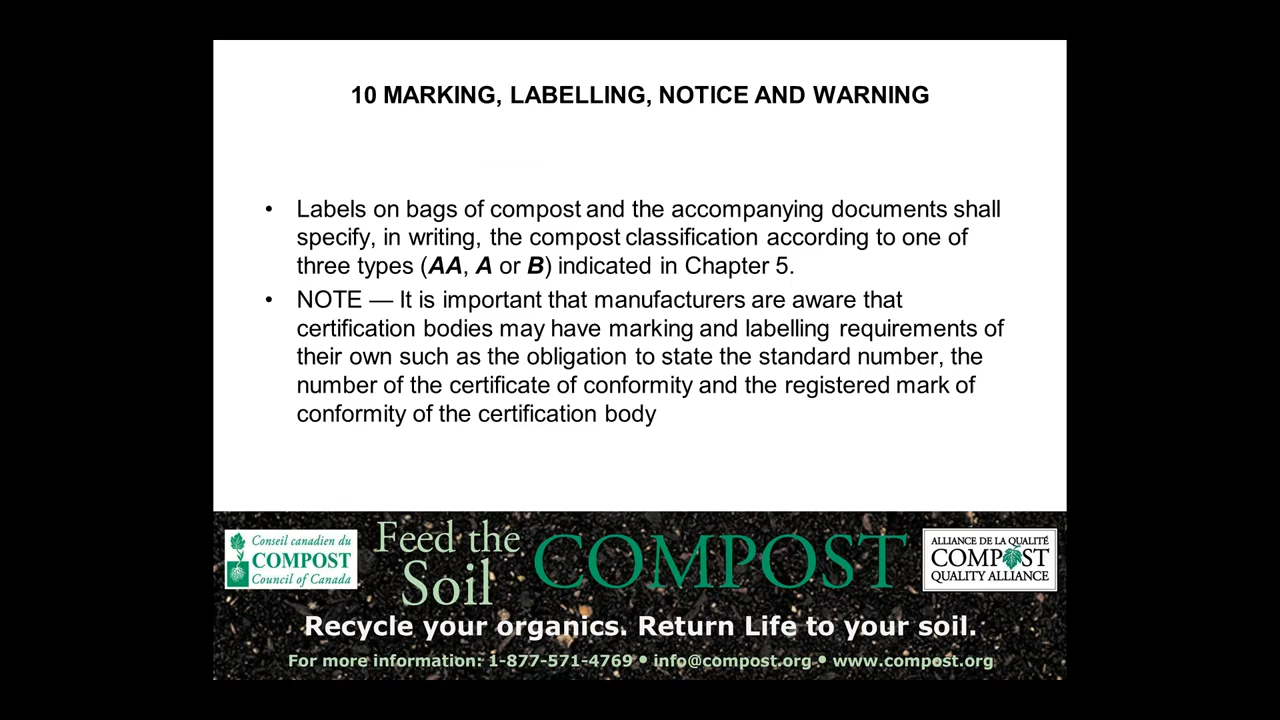 10 MARKING, LABELLING, NOTICE AND WARNING
• Labels on bags of compost and the accompanying documents shall
specify, in writing, the compost classification according to one of
three types (AA, A or B) indicated in Chapter 5.
• NOTE — It is important that manufacturers are aware that
certification bodies may have marking and labelling requirements of
their own such as the obligation to state the standard number, the
number of the certificate of conformity and the registered mark of
conformity of the certification body
Conseil canadien du
COMPOST
Council of Canada
Feed the
Soil
COMPOST
ALLIANCE DE LA QUALITÉ
COMPOST
QUALITY ALLIANCE
Recycle your organics. Return Life to your soil.
For more information: 1-877-571-4769 • info@compost.org • www.compost.org